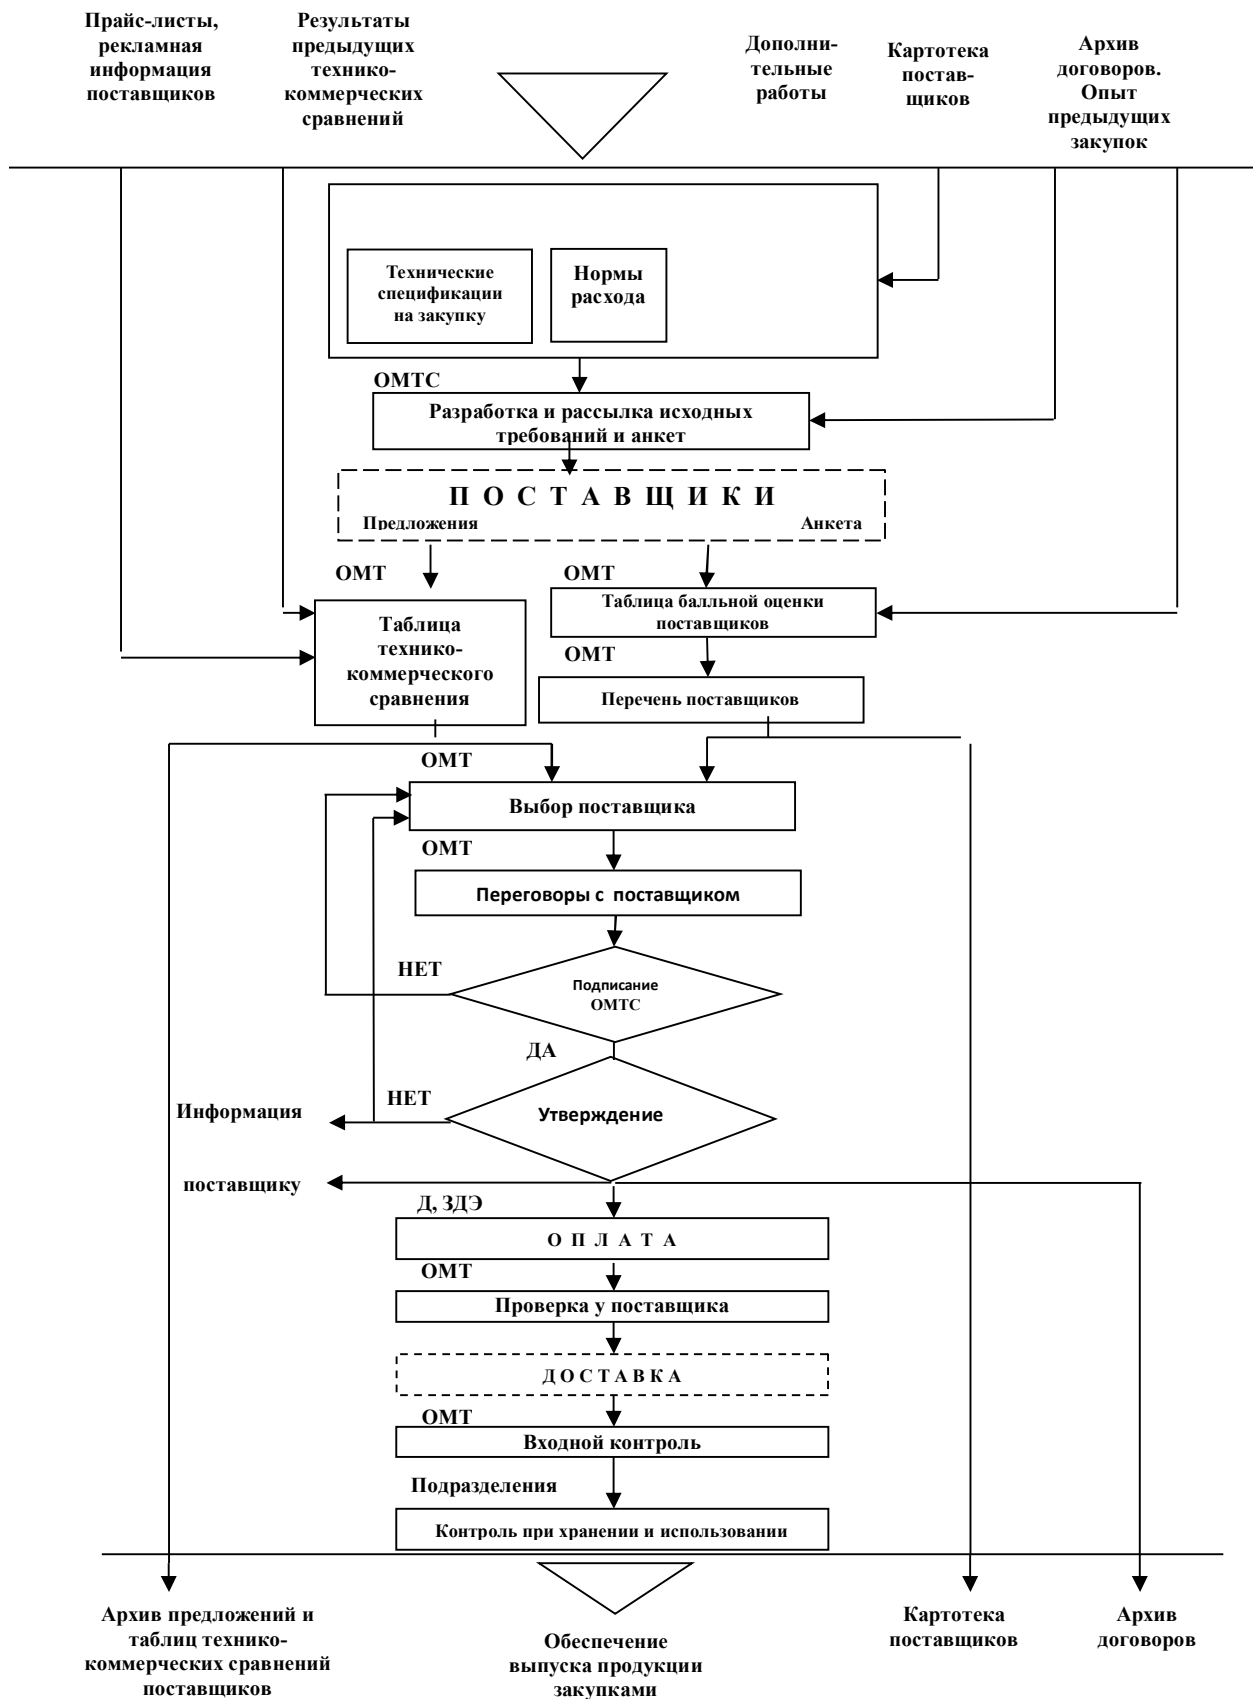 Прайс-листы,
рекламная
информация
поставщиков
Результаты
предыдущих
технико-
коммерческих
сравнений
Дополни-
тельные
работы
Картотека
постав-
щиков
Архив
договоров.
Опыт
предыдущих
закупок
Технические
спецификации
на закупку
Нормы
расхода
ОМТС
Разработка и рассылка исходных
требований и анкет
П О С Т А В Щ И К И
Предложения
Анкета
ОМТ
ОМТ
Таблица балльной оценки
поставщиков
Таблица
технико-
коммерческого
сравнения
ОМТ
Перечень поставщиков
ОМТ
Выбор поставщика
ОМТ
Переговоры с поставщиком
НЕТ
Подписание
ОМТС
ДА
НЕТ
Информация
Утверждение
поставщику
Д, ЗДЭ
О П Л А Т А
ОМТ
Проверка у поставщика
Д О С Т А В К А
ОМТ
Входной контроль
Подразделения
Контроль при хранении и использовании
Архив предложений и
таблиц технико-
коммерческих сравнений
поставщиков
Обеспечение
выпуска продукции
закупками
Картотека
поставщиков
Архив
договоров